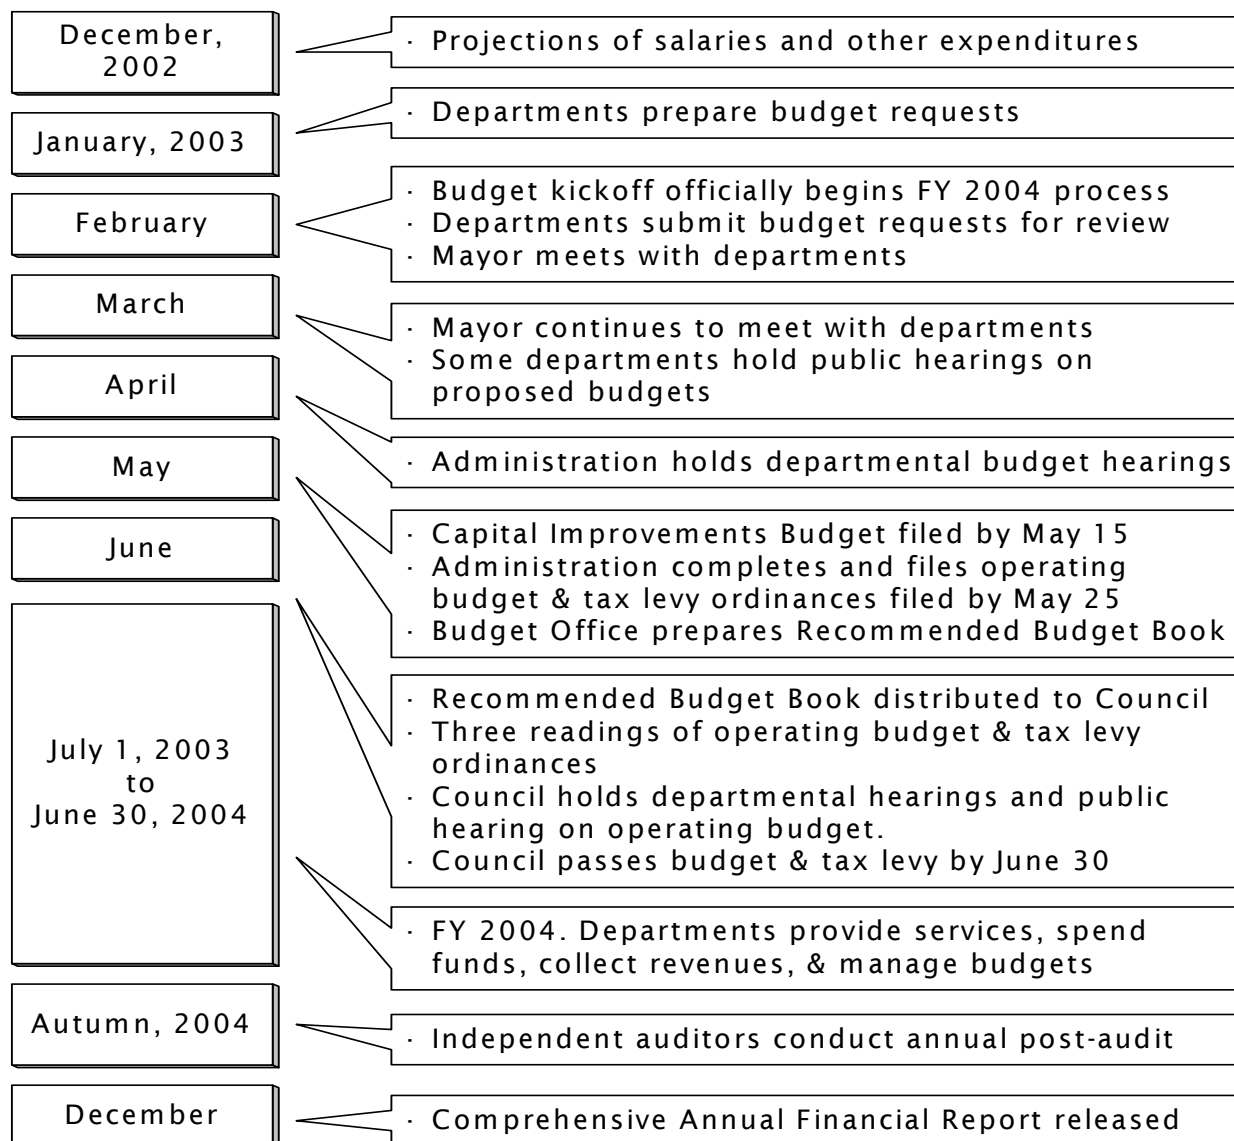 December,
2002
· Projections of salaries and other expenditures
January, 2003
· Departments prepare budget requests
February
· Budget kickoff officially begins FY 2004 process
· Departments submit budget requests for review
· Mayor meets with departments
March
· Mayor continues to meet with departments
· Some departments hold public hearings on
proposed budgets
April
· Administration holds departmental budget hearings
May
· Capital Improvements Budget filed by May 15
· Administration completes and files operating
budget & tax levy ordinances filed by May 25
· Budget Office prepares Recommended Budget Book
June
· Recommended Budget Book distributed to Council
· Three readings of operating budget & tax levy
ordinances
· Council holds departmental hearings and public
hearing on operating budget.
· Council passes budget & tax levy by June 30
July 1, 2003
to
June 30, 2004
· FY 2004. Departments provide services, spend
funds, collect revenues, & manage budgets
Autumn, 2004
· Independent auditors conduct annual post-audit
December
· Comprehensive Annual Financial Report released